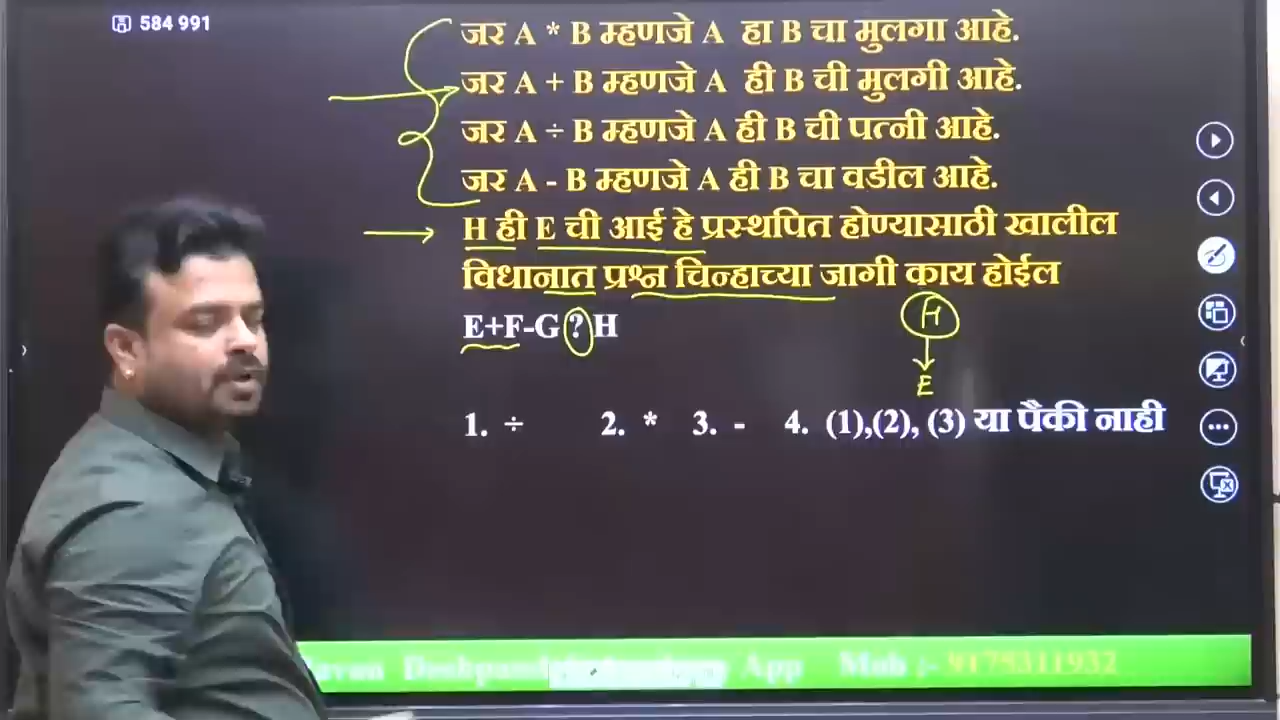 584 991
जर A * B म्हणजे A हा B चा मुलगा आहे.
जर A + B म्हणजे A ही B ची मुलगी आहे.
जर A ÷ B म्हणजे A ही B ची पत्नी आहे.
जर A - B म्हणजे A ही B चा वडील आहे.
H ही E ची आई हे प्रस्थपित होण्यासाठी खालील
विधानात प्रश्न चिन्हाच्या जागी काय होईल
E+F-G ? H
H
E
1. ÷ 2. * 3. - 4. (1),(2), (3) या पैकी नाही
App Mob :- 9175311932